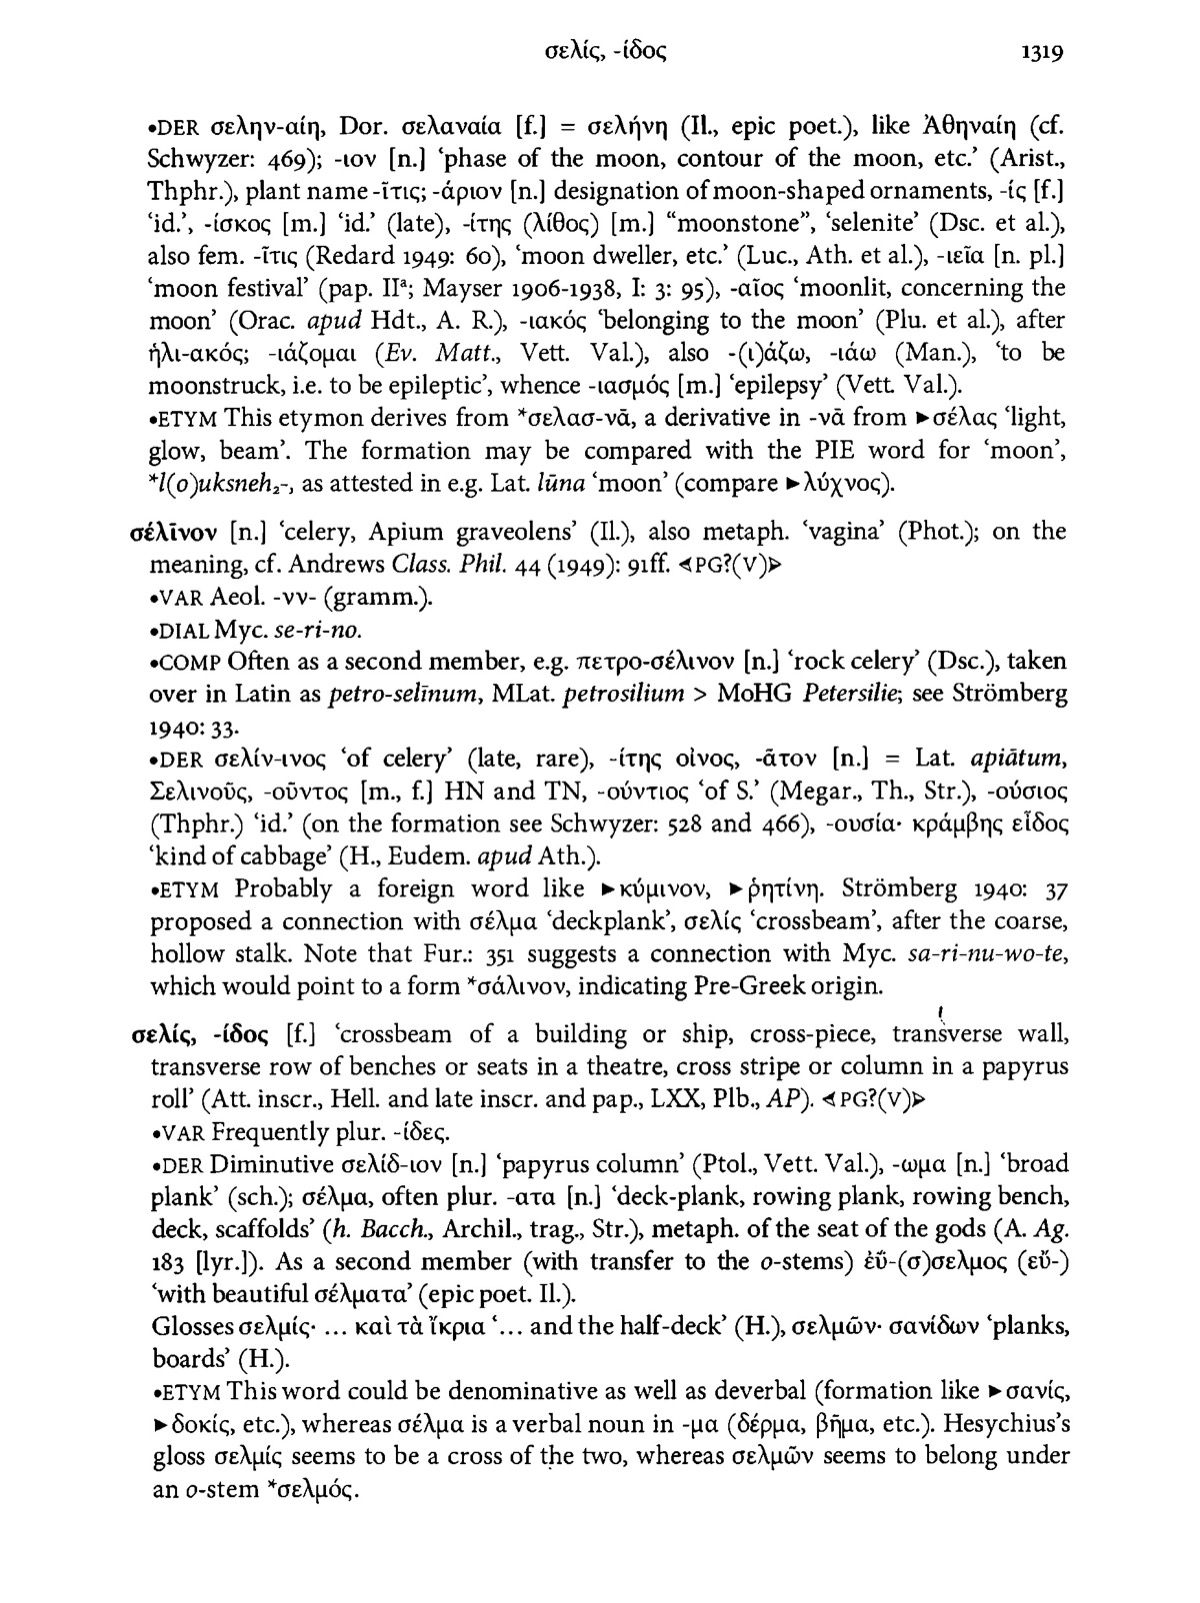 σελίς, -ίδος 1319
•DER σελην-αίη, Dor. σελαναία [f.] = σελήνη (Il., epic poet.), like Ἀθηναίη (cf.
Schwyzer: 469); -ιον [n.] ‘phase of the moon, contour of the moon, etc.’ (Arist.,
Thphr.), plant name -ῖτις; -άριον [n.] designation of moon-shaped ornaments, -ίς [f.]
‘id.’, -ίσκος [m.] ‘id.’ (late), -ίτης (λίθος) [m.] “moonstone”, ‘selenite’ (Dsc. et al.),
also fem. -ῖτις (Redard 1949: 60), ‘moon dweller, etc.’ (Luc., Ath. et al.), -ιεῖα [n. pl.]
‘moon festival’ (pap. IIᵃ; Mayser 1906-1938, I: 3: 95), -αῖος ‘moonlit, concerning the
moon’ (Orac. apud Hdt., A. R.), -ιακός ‘belonging to the moon’ (Plu. et al.), after
ἡλι-ακός; -ιάζομαι (Ev. Matt., Vett. Val.), also -(ι)άζω, -ιάω (Man.), ‘to be
moonstruck, i.e. to be epileptic’, whence -ιασμός [m.] ‘epilepsy’ (Vett. Val.).
•ETYM This etymon derives from *σελασ-νᾱ, a derivative in -νᾱ from ►σέλας ‘light,
glow, beam’. The formation may be compared with the PIE word for ‘moon’,
*l(o)uksneh₂-, as attested in e.g. Lat. lūna ‘moon’ (compare ►λύχνος).
σέλῑνον [n.] ‘celery, Apium graveolens’ (Il.), also metaph. ‘vagina’ (Phot.); on the
meaning, cf. Andrews Class. Phil. 44 (1949): 91ff. ⊲PG?(V)⊳
•VAR Aeol. -νν- (gramm.).
•DIAL Myc. se-ri-no.
•COMP Often as a second member, e.g. πετρο-σέλινον [n.] ‘rock celery’ (Dsc.), taken
over in Latin as petro-selīnum, MLat. petrosilium > MoHG Petersilie; see Strömberg
1940: 33.
•DER σελίν-ινος ‘of celery’ (late, rare), -ίτης οἶνος, -ᾶτον [n.] = Lat. apiātum,
Σελινοῦς, -οῦντος [m., f.] HN and TN, -ούντιος ‘of S.’ (Megar., Th., Str.), -ούσιος
(Thphr.) ‘id.’ (on the formation see Schwyzer: 528 and 466), -ουσία· κράμβης εἶδος
‘kind of cabbage’ (H., Eudem. apud Ath.).
•ETYM Probably a foreign word like ►κύμινον, ►ῥητίνη. Strömberg 1940: 37
proposed a connection with σέλμα ‘deckplank’, σελίς ‘crossbeam’, after the coarse,
hollow stalk. Note that Fur.: 351 suggests a connection with Myc. sa-ri-nu-wo-te,
which would point to a form *σάλινον, indicating Pre-Greek origin.
σελίς, -ίδος [f.] ‘crossbeam of a building or ship, cross-piece, transverse wall,
transverse row of benches or seats in a theatre, cross stripe or column in a papyrus
roll’ (Att. inscr., Hell. and late inscr. and pap., LXX, Plb., AP). ⊲PG?(V)⊳
•VAR Frequently plur. -ίδες.
•DER Diminutive σελίδ-ιον [n.] ‘papyrus column’ (Ptol., Vett. Val.), -ωμα [n.] ‘broad
plank’ (sch.); σέλμα, often plur. -ατα [n.] ‘deck-plank, rowing plank, rowing bench,
deck, scaffolds’ (h. Bacch., Archil., trag., Str.), metaph. of the seat of the gods (A. Ag.
183 [lyr.]). As a second member (with transfer to the o-stems) ἐΰ-(σ)σελμος (εὔ-)
‘with beautiful σέλματα’ (epic poet. Il.).
Glosses σελμίς· ... καὶ τὰ ἴκρια ‘... and the half-deck’ (H.), σελμῶν· σανίδων ‘planks,
boards’ (H.).
•ETYM This word could be denominative as well as deverbal (formation like ►σανίς,
►δοκίς, etc.), whereas σέλμα is a verbal noun in -μα (δέρμα, βῆμα, etc.). Hesychius’s
gloss σελμίς seems to be a cross of the two, whereas σελμῶν seems to belong under
an o-stem *σελμός.